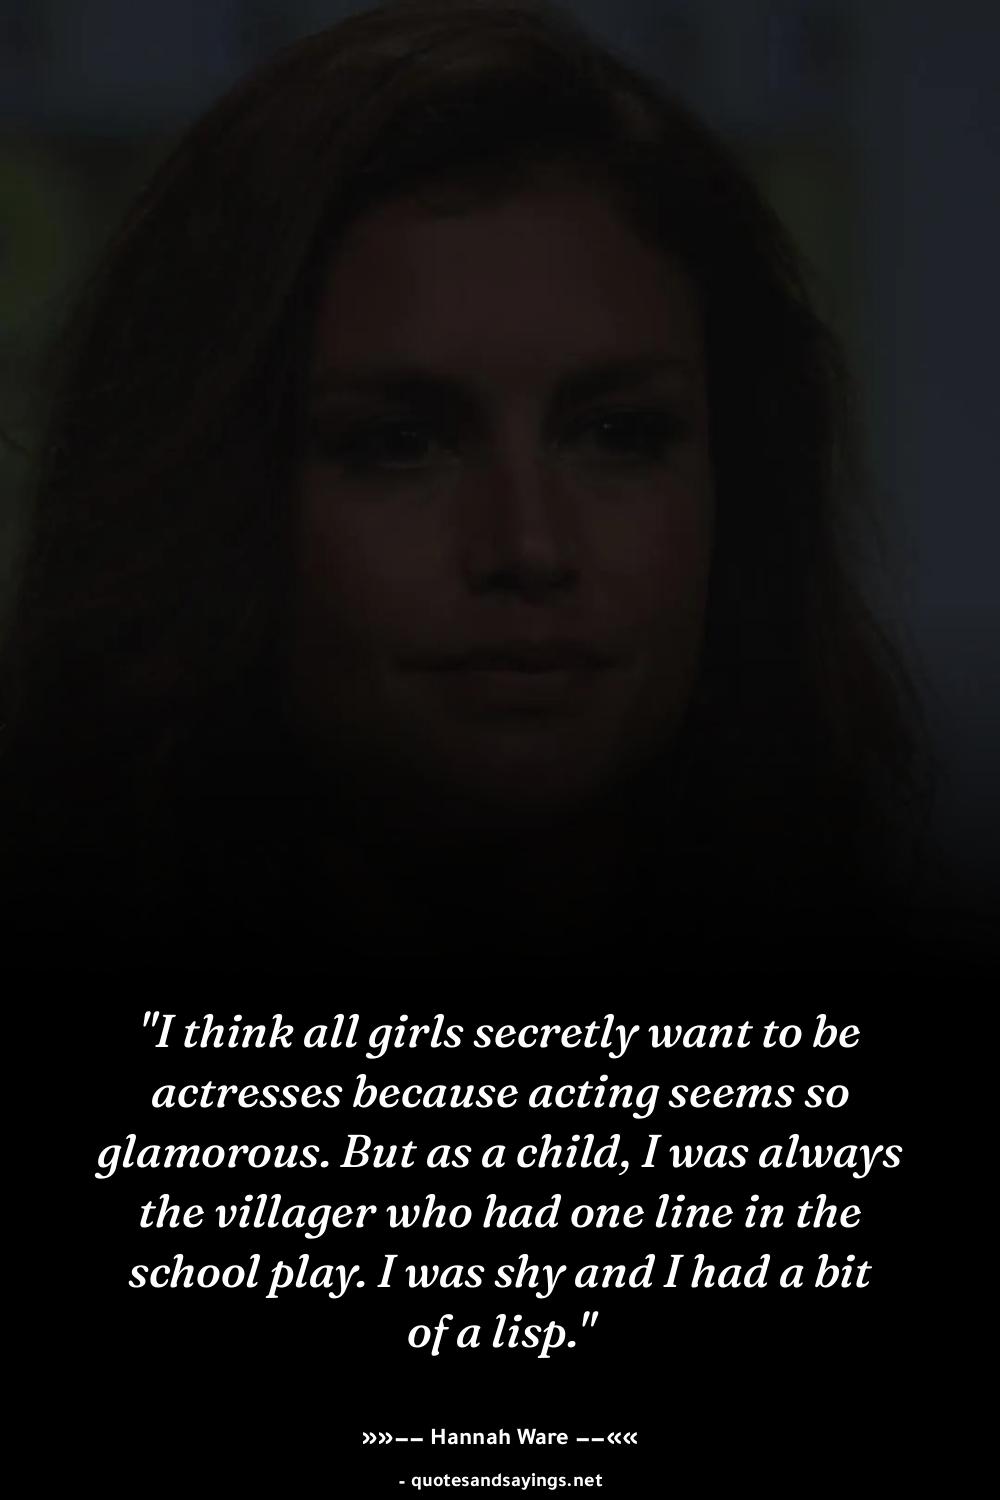 "I think all girls secretly want to be
actresses because acting seems so
glamorous. But as a child, I was always
the villager who had one line in the
school play. I was shy and I had a bit
of a lisp."
»»−− Hannah Ware −−««
- quotesandsayings.net